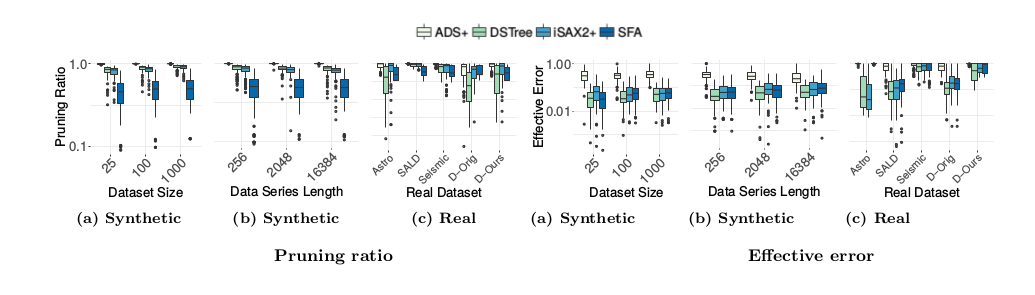 ADS+ DSTree iSAX2+ SFA
Pruning Ratio
1.0
0.1
25 100 1000
Dataset Size
(a) Synthetic
256 2048 16384
Data Series Length
(b) Synthetic
Astro SALD Seismic D-Orig D-Ours
Real Dataset
(c) Real
Pruning ratio
Effective Error
1.00
0.01
25 100 1000
Dataset Size
(a) Synthetic
256 2048 16384
Data Series Length
(b) Synthetic
Astro SALD Seismic D-Orig D-Ours
Real Dataset
(c) Real
Effective error